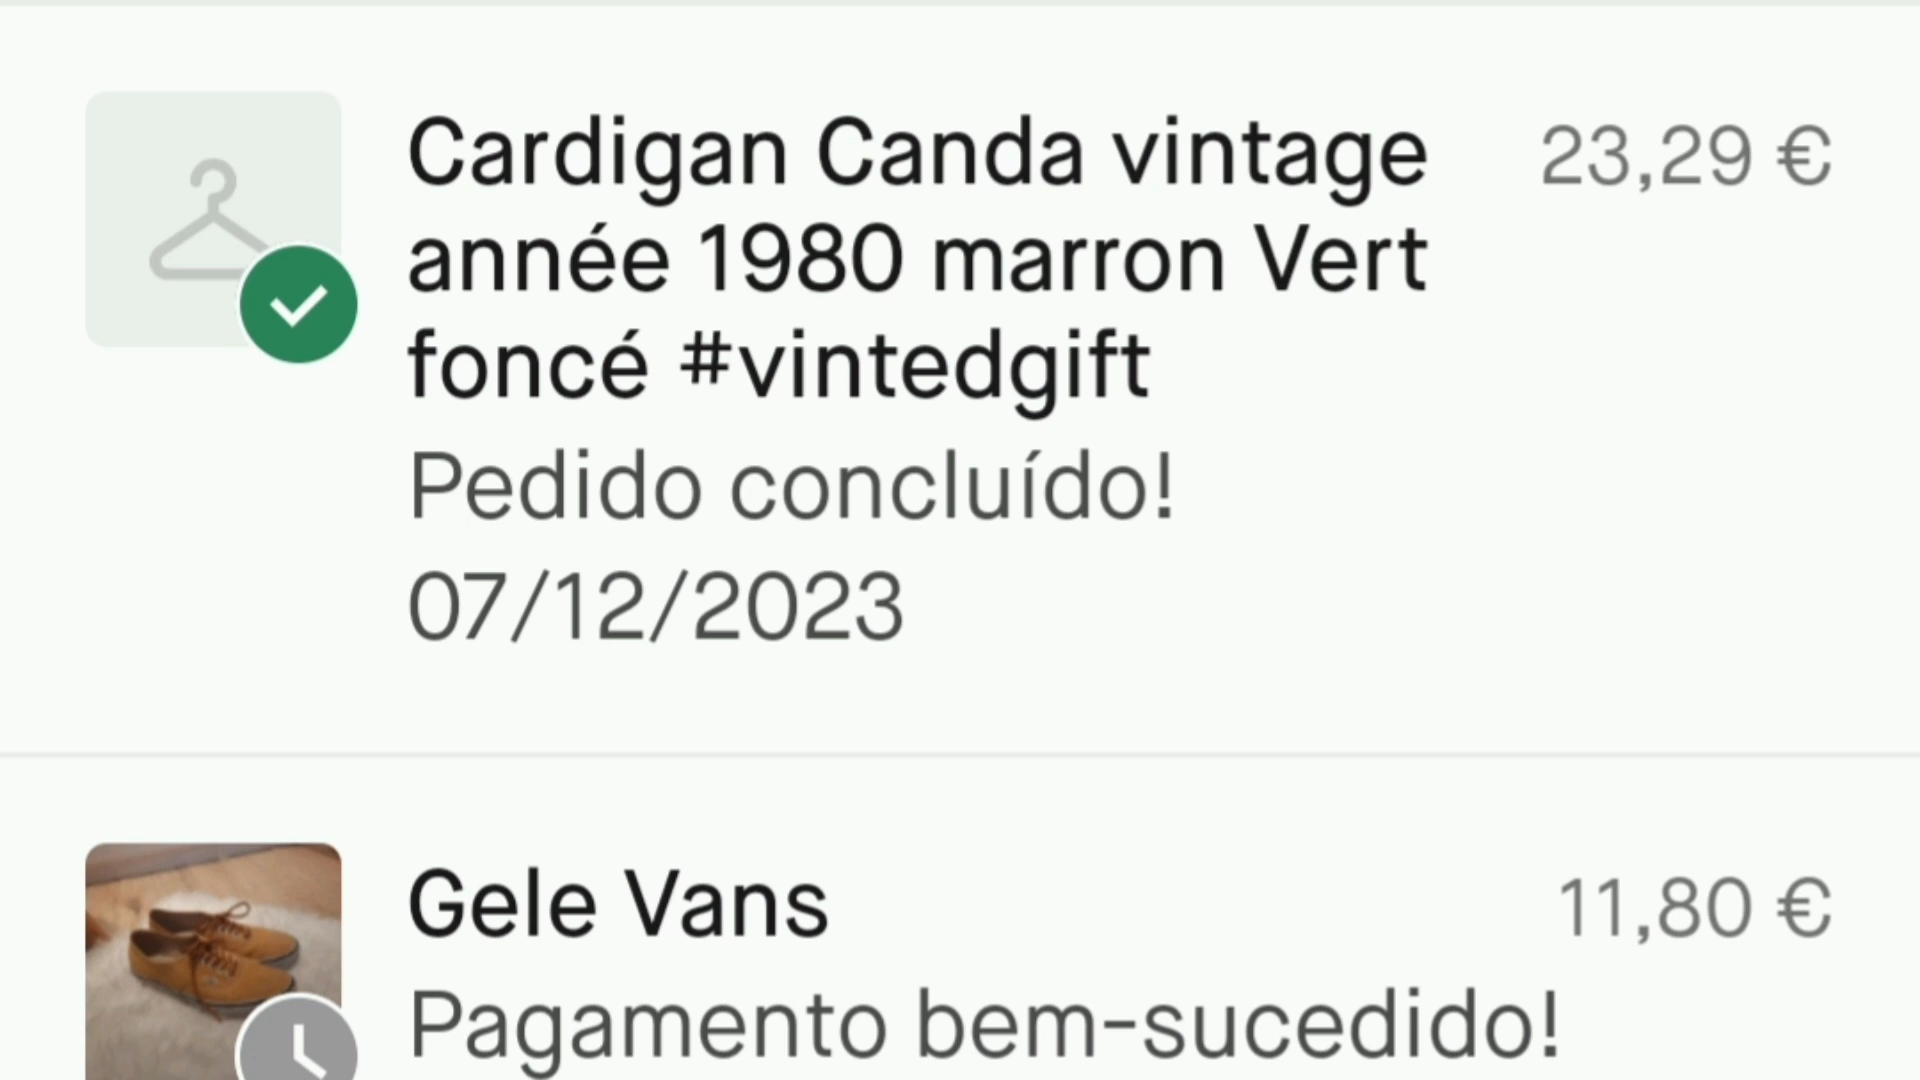 Cardigan Canda vintage 23,29 €
année 1980 marron Vert
foncé #vintedgift
Pedido concluído!
07/12/2023
Gele Vans 11,80 €
Pagamento bem-sucedido!